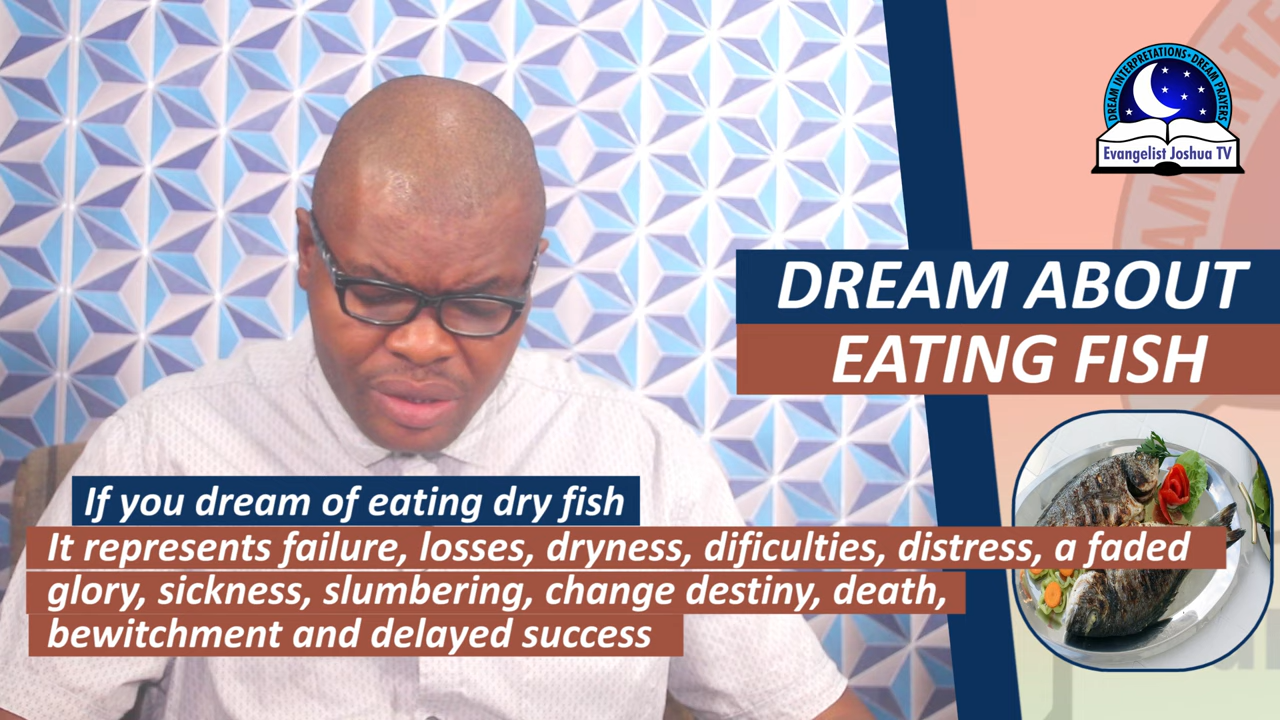 DREAM INTERPRETATIONS • DREAM PRAYERS
Evangelist Joshua TV
DREAM ABOUT
EATING FISH
If you dream of eating dry fish
It represents failure, losses, dryness, dificulties, distress, a faded
glory, sickness, slumbering, change destiny, death,
bewitchment and delayed success